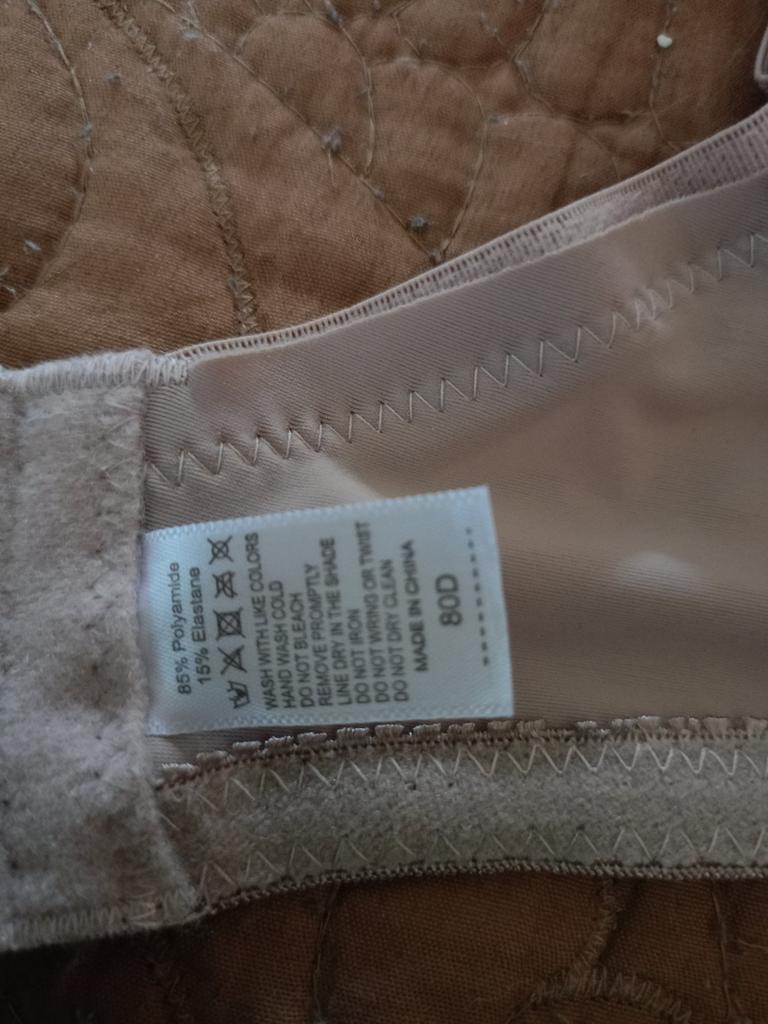 85% Polyamide
15% Elastane
WASH WITH LIKE COLORS
HAND WASH COLD
DO NOT BLEACH
REMOVE PROMPTLY
LINE DRY IN THE SHADE
DO NOT IRON
DO NOT WRING OR TWIST
DO NOT DRY CLEAN
MADE IN CHINA
80D